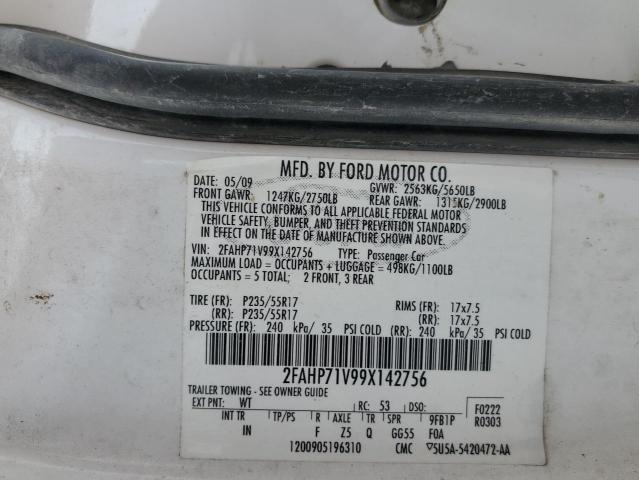 MFD. BY FORD MOTOR CO.
DATE: 05/09 GVWR: 2563KG/5650LB
FRONT GAWR: 1247KG/2750LB REAR GAWR: 1315KG/2900LB
THIS VEHICLE CONFORMS TO ALL APPLICABLE FEDERAL MOTOR
VEHICLE SAFETY, BUMPER, AND THEFT PREVENTION STANDARDS
IN EFFECT ON THE DATE OF MANUFACTURE SHOWN ABOVE.
VIN: 2FAHP71V99X142756 TYPE: Passenger Car
MAXIMUM LOAD = OCCUPANTS + LUGGAGE = 498KG/1100LB
OCCUPANTS = 5 TOTAL; 2 FRONT, 3 REAR
TIRE (FR): P235/55R17 RIMS (FR): 17x7.5
(RR): P235/55R17 (RR): 17x7.5
PRESSURE (FR): 240 kPa/ 35 PSI COLD (RR): 240 kPa/ 35 PSI COLD
2FAHP71V99X142756
TRAILER TOWING - SEE OWNER GUIDE
EXT PNT: WT RC: 53 DSO: F0222
INT TR TP/PS R AXLE TR SPR 9FB1P R0303
IN F Z5 Q GG55 F0A
1200905196310 CMC ▽5U5A-5420472-AA